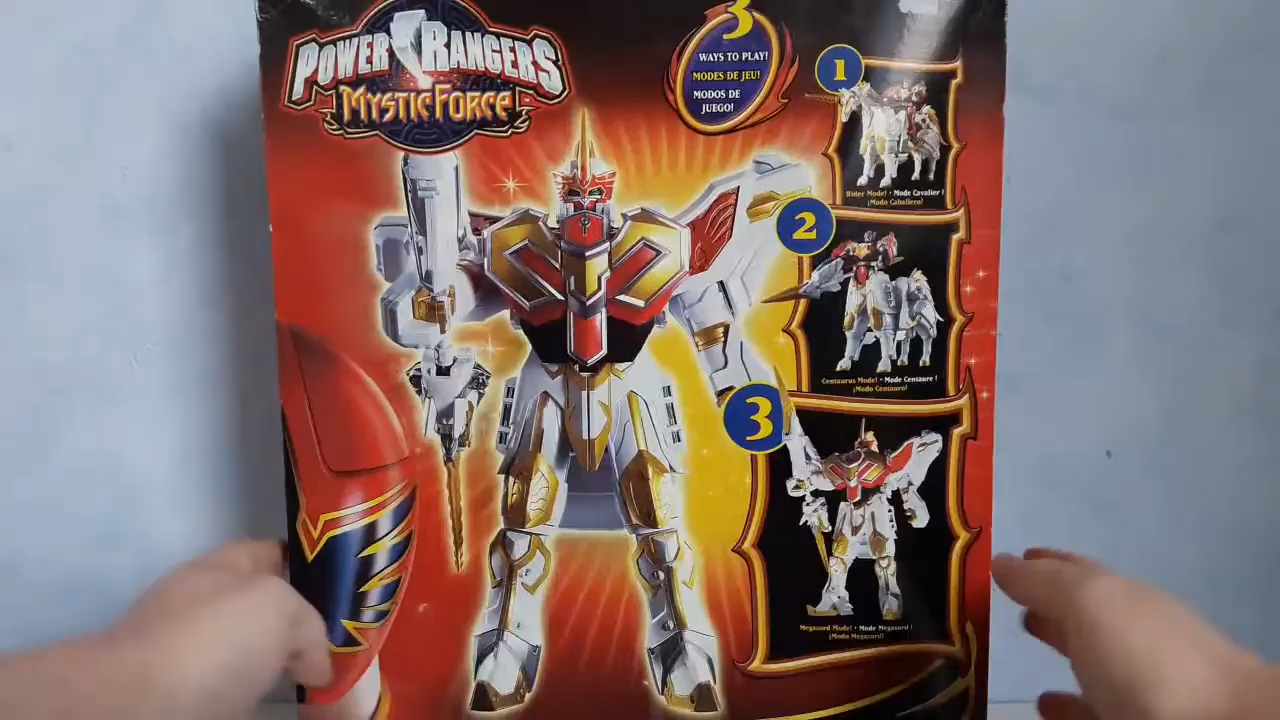 POWER RANGERS
MYSTIC FORCE
3
WAYS TO PLAY!
MODES DE JEU!
MODOS DE
JUEGO!
1
Rider Mode! • Mode Cavalier !
¡Modo Caballero!
2
Centaurus Mode! • Mode Centaure !
¡Modo Centauro!
3
Megazord Mode! • Mode Megazord !
¡Modo Megazord!